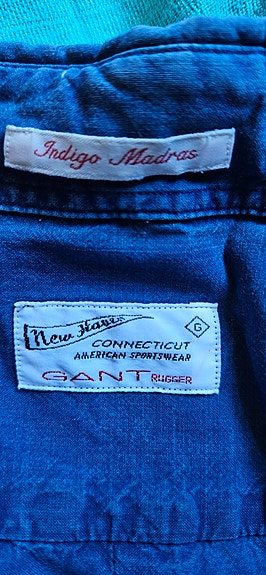 Indigo Madras
New Haven
G
CONNECTICUT
AMERICAN SPORTSWEAR
GANT RUGGER